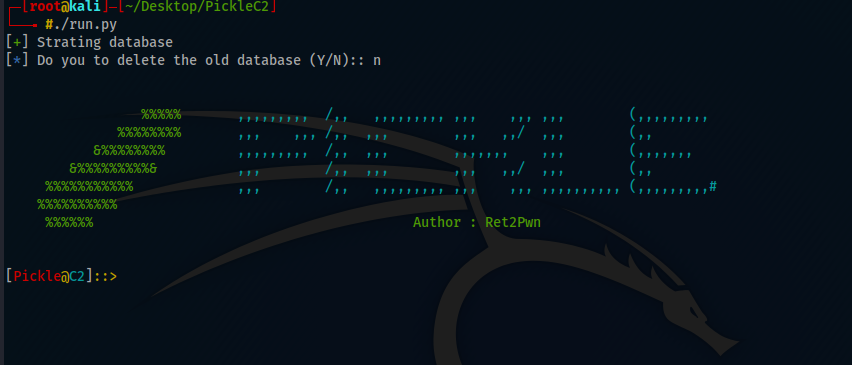 ┌─[root@kali]─[~/Desktop/PickleC2]
└──╼ #./run.py
[+] Strating database
[*] Do you to delete the old database (Y/N):: n
PICKLE
Author : Ret2Pwn
[Pickle@C2]::>